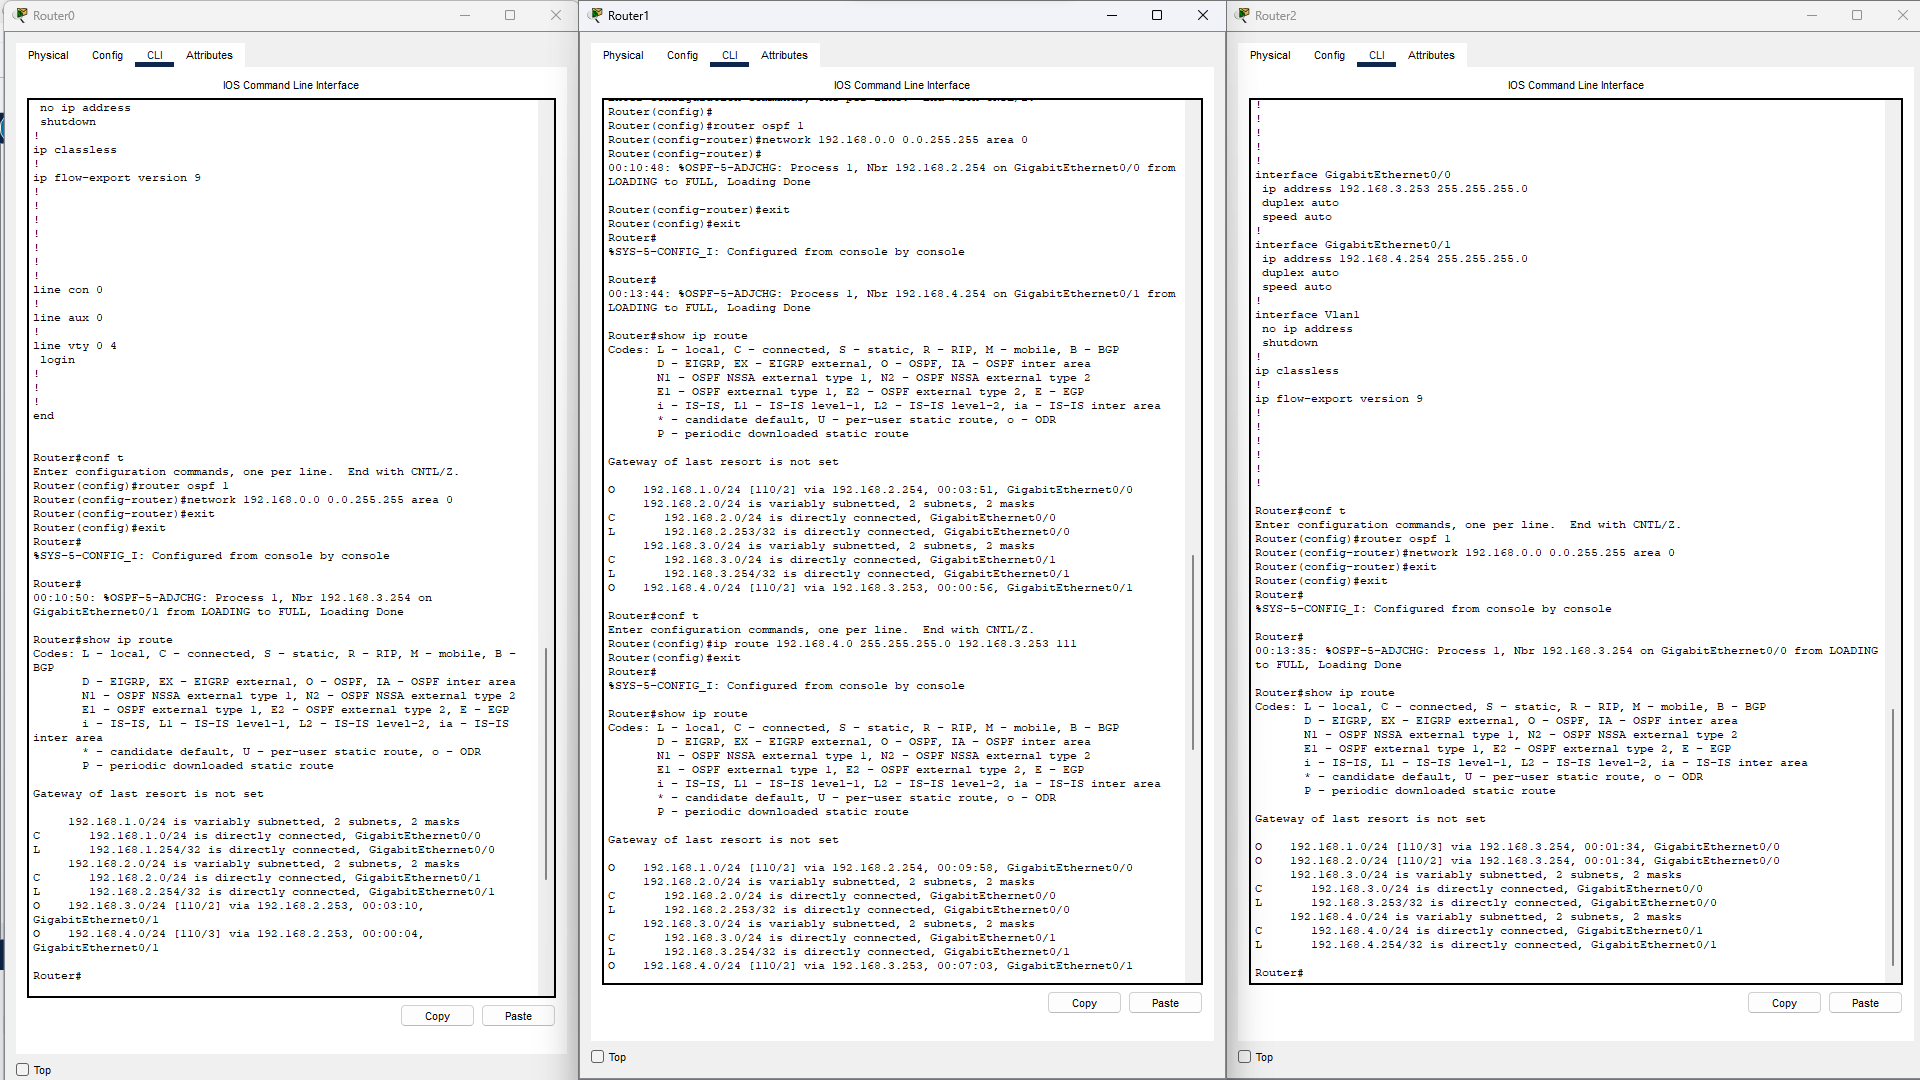 Router0
Physical Config CLI Attributes
IOS Command Line Interface
no ip address
shutdown
!
ip classless
!
ip flow-export version 9
!
!
!
!
!
!
!
line con 0
!
line aux 0
!
line vty 0 4
login
!
!
!
end
Router#conf t
Enter configuration commands, one per line.  End with CNTL/Z.
Router(config)#router ospf 1
Router(config-router)#network 192.168.0.0 0.0.255.255 area 0
Router(config-router)#exit
Router(config)#exit
Router#
%SYS-5-CONFIG_I: Configured from console by console
Router#
00:10:50: %OSPF-5-ADJCHG: Process 1, Nbr 192.168.3.254 on
GigabitEthernet0/1 from LOADING to FULL, Loading Done
Router#show ip route
Codes: L - local, C - connected, S - static, R - RIP, M - mobile, B -
BGP
D - EIGRP, EX - EIGRP external, O - OSPF, IA - OSPF inter area
N1 - OSPF NSSA external type 1, N2 - OSPF NSSA external type 2
E1 - OSPF external type 1, E2 - OSPF external type 2, E - EGP
i - IS-IS, L1 - IS-IS level-1, L2 - IS-IS level-2, ia - IS-IS
inter area
* - candidate default, U - per-user static route, o - ODR
P - periodic downloaded static route
Gateway of last resort is not set
192.168.1.0/24 is variably subnetted, 2 subnets, 2 masks
C 192.168.1.0/24 is directly connected, GigabitEthernet0/0
L 192.168.1.254/32 is directly connected, GigabitEthernet0/0
192.168.2.0/24 is variably subnetted, 2 subnets, 2 masks
C 192.168.2.0/24 is directly connected, GigabitEthernet0/1
L 192.168.2.254/32 is directly connected, GigabitEthernet0/1
O 192.168.3.0/24 [110/2] via 192.168.2.253, 00:03:10,
GigabitEthernet0/1
O 192.168.4.0/24 [110/3] via 192.168.2.253, 00:00:04,
GigabitEthernet0/1
Router#
Copy Paste
Top
Router1
Physical Config CLI Attributes
IOS Command Line Interface
Router(config)#
Router(config)#router ospf 1
Router(config-router)#network 192.168.0.0 0.0.255.255 area 0
Router(config-router)#
00:10:48: %OSPF-5-ADJCHG: Process 1, Nbr 192.168.2.254 on GigabitEthernet0/0 from
LOADING to FULL, Loading Done
Router(config-router)#exit
Router(config)#exit
Router#
%SYS-5-CONFIG_I: Configured from console by console
Router#
00:13:44: %OSPF-5-ADJCHG: Process 1, Nbr 192.168.4.254 on GigabitEthernet0/1 from
LOADING to FULL, Loading Done
Router#show ip route
Codes: L - local, C - connected, S - static, R - RIP, M - mobile, B - BGP
D - EIGRP, EX - EIGRP external, O - OSPF, IA - OSPF inter area
N1 - OSPF NSSA external type 1, N2 - OSPF NSSA external type 2
E1 - OSPF external type 1, E2 - OSPF external type 2, E - EGP
i - IS-IS, L1 - IS-IS level-1, L2 - IS-IS level-2, ia - IS-IS inter area
* - candidate default, U - per-user static route, o - ODR
P - periodic downloaded static route
Gateway of last resort is not set
O 192.168.1.0/24 [110/2] via 192.168.2.254, 00:03:51, GigabitEthernet0/0
192.168.2.0/24 is variably subnetted, 2 subnets, 2 masks
C 192.168.2.0/24 is directly connected, GigabitEthernet0/0
L 192.168.2.253/32 is directly connected, GigabitEthernet0/0
192.168.3.0/24 is variably subnetted, 2 subnets, 2 masks
C 192.168.3.0/24 is directly connected, GigabitEthernet0/1
L 192.168.3.254/32 is directly connected, GigabitEthernet0/1
O 192.168.4.0/24 [110/2] via 192.168.3.253, 00:00:56, GigabitEthernet0/1
Router#conf t
Enter configuration commands, one per line.  End with CNTL/Z.
Router(config)#ip route 192.168.4.0 255.255.255.0 192.168.3.253 111
Router(config)#exit
Router#
%SYS-5-CONFIG_I: Configured from console by console
Router#show ip route
Codes: L - local, C - connected, S - static, R - RIP, M - mobile, B - BGP
D - EIGRP, EX - EIGRP external, O - OSPF, IA - OSPF inter area
N1 - OSPF NSSA external type 1, N2 - OSPF NSSA external type 2
E1 - OSPF external type 1, E2 - OSPF external type 2, E - EGP
i - IS-IS, L1 - IS-IS level-1, L2 - IS-IS level-2, ia - IS-IS inter area
* - candidate default, U - per-user static route, o - ODR
P - periodic downloaded static route
Gateway of last resort is not set
O 192.168.1.0/24 [110/2] via 192.168.2.254, 00:09:58, GigabitEthernet0/0
192.168.2.0/24 is variably subnetted, 2 subnets, 2 masks
C 192.168.2.0/24 is directly connected, GigabitEthernet0/0
L 192.168.2.253/32 is directly connected, GigabitEthernet0/0
192.168.3.0/24 is variably subnetted, 2 subnets, 2 masks
C 192.168.3.0/24 is directly connected, GigabitEthernet0/1
L 192.168.3.254/32 is directly connected, GigabitEthernet0/1
O 192.168.4.0/24 [110/2] via 192.168.3.253, 00:07:03, GigabitEthernet0/1
Copy Paste
Top
Router2
Physical Config CLI Attributes
IOS Command Line Interface
!
!
!
!
!
interface GigabitEthernet0/0
ip address 192.168.3.253 255.255.255.0
duplex auto
speed auto
!
interface GigabitEthernet0/1
ip address 192.168.4.254 255.255.255.0
duplex auto
speed auto
!
interface Vlan1
no ip address
shutdown
!
ip classless
!
ip flow-export version 9
!
!
!
!
!
!
Router#conf t
Enter configuration commands, one per line.  End with CNTL/Z.
Router(config)#router ospf 1
Router(config-router)#network 192.168.0.0 0.0.255.255 area 0
Router(config-router)#exit
Router(config)#exit
Router#
%SYS-5-CONFIG_I: Configured from console by console
Router#
00:13:35: %OSPF-5-ADJCHG: Process 1, Nbr 192.168.3.254 on GigabitEthernet0/0 from LOADING
to FULL, Loading Done
Router#show ip route
Codes: L - local, C - connected, S - static, R - RIP, M - mobile, B - BGP
D - EIGRP, EX - EIGRP external, O - OSPF, IA - OSPF inter area
N1 - OSPF NSSA external type 1, N2 - OSPF NSSA external type 2
E1 - OSPF external type 1, E2 - OSPF external type 2, E - EGP
i - IS-IS, L1 - IS-IS level-1, L2 - IS-IS level-2, ia - IS-IS inter area
* - candidate default, U - per-user static route, o - ODR
P - periodic downloaded static route
Gateway of last resort is not set
O 192.168.1.0/24 [110/3] via 192.168.3.254, 00:01:34, GigabitEthernet0/0
O 192.168.2.0/24 [110/2] via 192.168.3.254, 00:01:34, GigabitEthernet0/0
192.168.3.0/24 is variably subnetted, 2 subnets, 2 masks
C 192.168.3.0/24 is directly connected, GigabitEthernet0/0
L 192.168.3.253/32 is directly connected, GigabitEthernet0/0
192.168.4.0/24 is variably subnetted, 2 subnets, 2 masks
C 192.168.4.0/24 is directly connected, GigabitEthernet0/1
L 192.168.4.254/32 is directly connected, GigabitEthernet0/1
Router#
Copy Paste
Top